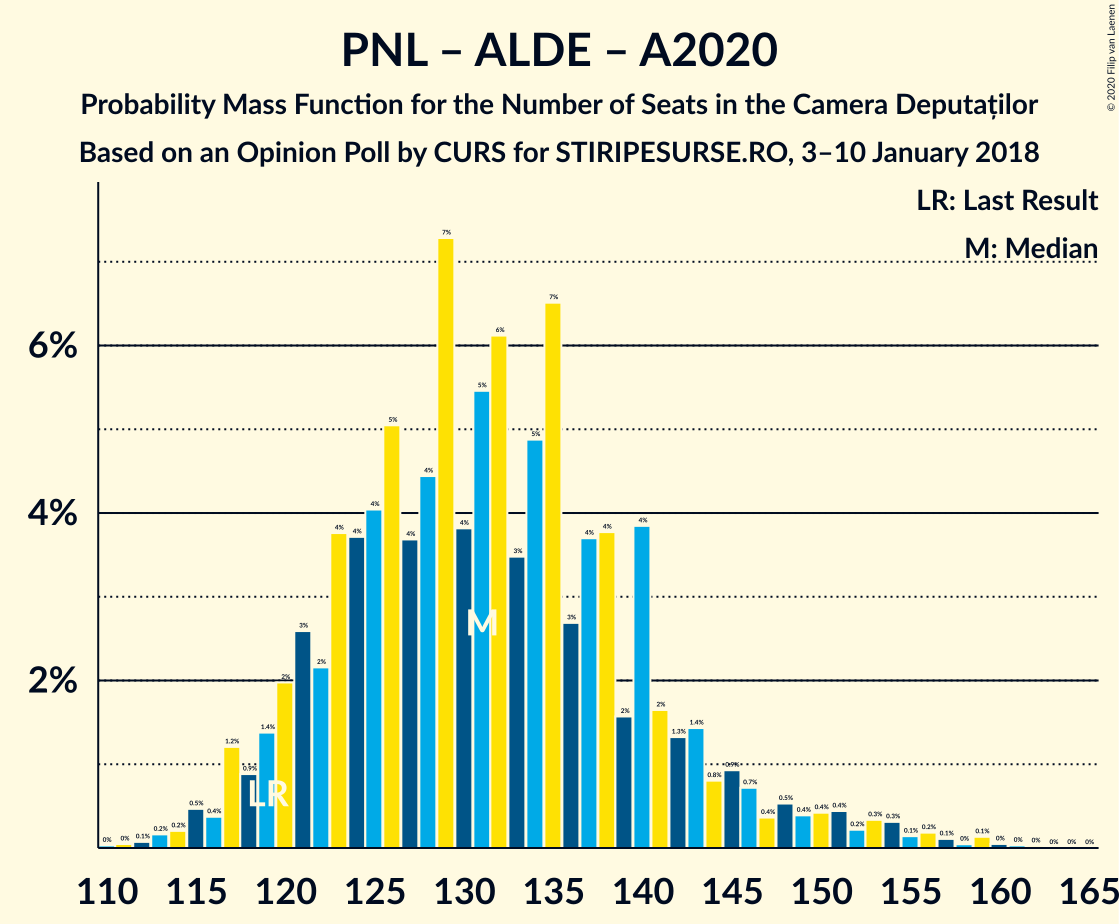 PNL – ALDE – A2020
Probability Mass Function for the Number of Seats in the Camera Deputaților
Based on an Opinion Poll by CURS for STIRIPESURSE.RO, 3–10 January 2018
© 2020 Filip van Laenen
LR: Last Result
M: Median
6%
4%
2%
0% 0% 0.1% 0.2% 0.2% 0.5% 0.4% 1.2% 0.9% 1.4% 2% 3% 2% 4% 4% 4% 5% 4% 4% 7% 4% 5% 6% 3% 5% 7% 3% 4% 4% 2% 4% 2% 1.3% 1.4% 0.8% 0.9% 0.7% 0.4% 0.5% 0.4% 0.4% 0.4% 0.2% 0.3% 0.3% 0.1% 0.2% 0.1% 0% 0.1% 0% 0% 0% 0% 0% 0%
LR
M
110 115 120 125 130 135 140 145 150 155 160 165